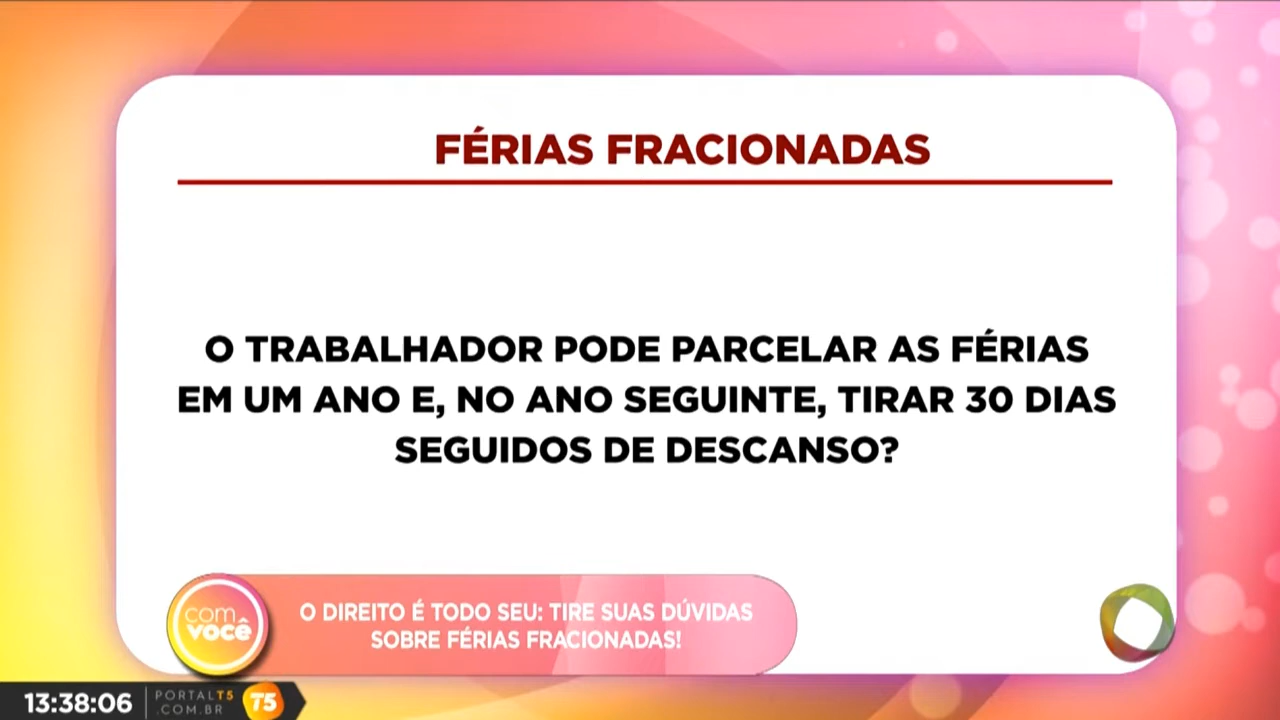 FÉRIAS FRACIONADAS
O TRABALHADOR PODE PARCELAR AS FÉRIAS
EM UM ANO E, NO ANO SEGUINTE, TIRAR 30 DIAS
SEGUIDOS DE DESCANSO?
com
você
O DIREITO É TODO SEU: TIRE SUAS DÚVIDAS
SOBRE FÉRIAS FRACIONADAS!
13:38:06
PORTALT5
.COM.BR
T5